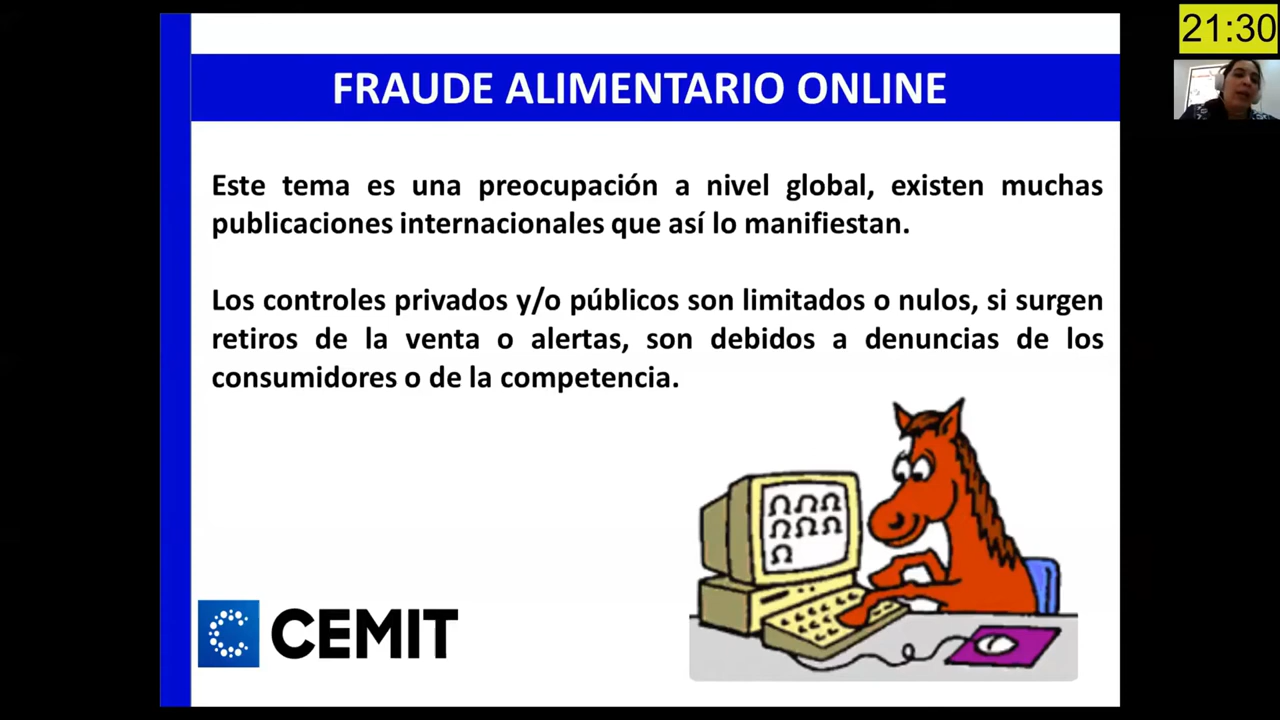 21:30
FRAUDE ALIMENTARIO ONLINE
Este tema es una preocupación a nivel global, existen muchas
publicaciones internacionales que así lo manifiestan.
Los controles privados y/o públicos son limitados o nulos, si surgen
retiros de la venta o alertas, son debidos a denuncias de los
consumidores o de la competencia.
Ω Ω Ω
Ω Ω Ω
Ω
CEMIT